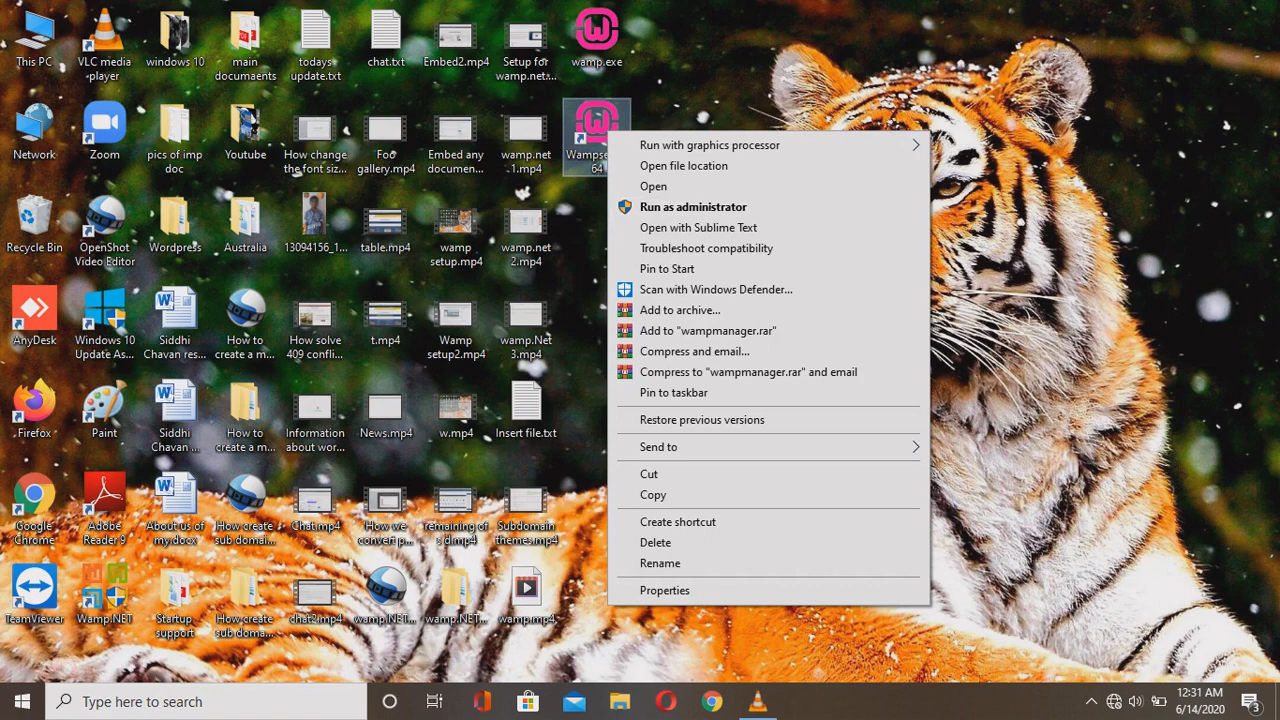 This PC
VLC media
player
windows 10
main
documaents
todays
update.txt
chat.txt
Embed2.mp4
Setup for
wamp.net...
wamp.exe
Network
Zoom
pics of imp
doc
Youtube
How change
the font siz...
Foo
gallery.mp4
Embed any
documen...
wamp.net
1.mp4
Wampse
64
Recycle Bin
OpenShot
Video Editor
Wordpress
Australia
13094156_1...
table.mp4
wamp
setup.mp4
wamp.net
2.mp4
AnyDesk
Windows 10
Update As...
Siddhi
Chavan res...
How to
create a m...
How solve
409 confli...
t.mp4
Wamp
setup2.mp4
wamp.Net
3.mp4
Firefox
Paint
Siddhi
Chavan ...
How to
create a m...
Information
about wor...
News.mp4
w.mp4
Insert file.txt
Google
Chrome
Adobe
Reader 9
About us of
my.docx
How create
sub doma...
Chat.mp4
How we
convert p...
remaining of
s d.mp4
Subdomain
themes.mp4
TeamViewer
Wamp.NET
Startup
support
How create
sub doma...
chat2.mp4
wamp.NET...
wamp.NET...
wamp.mp4
Run with graphics processor
Open file location
Open
Run as administrator
Open with Sublime Text
Troubleshoot compatibility
Pin to Start
Scan with Windows Defender...
Add to archive...
Add to "wampmanager.rar"
Compress and email...
Compress to "wampmanager.rar" and email
Pin to taskbar
Restore previous versions
Send to
Cut
Copy
Create shortcut
Delete
Rename
Properties
Type here to search
12:31 AM
6/14/2020
3